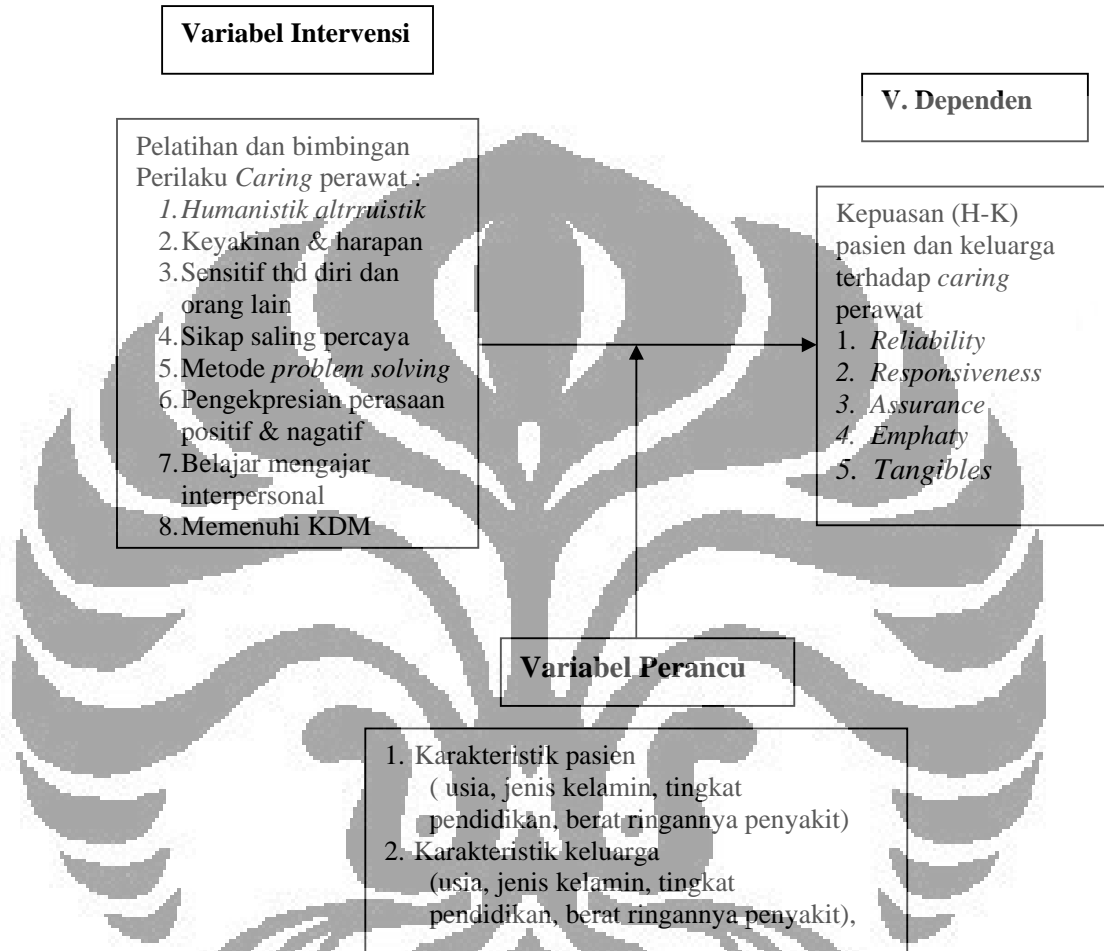 Variabel Intervensi
V. Dependen
Pelatihan dan bimbingan
Perilaku Caring perawat :
1. Humanistik altrruistik
2. Keyakinan & harapan
3. Sensitif thd diri dan
orang lain
4. Sikap saling percaya
5. Metode problem solving
6. Pengekpresian perasaan
positif & nagatif
7. Belajar mengajar
interpersonal
8. Memenuhi KDM
Kepuasan (H-K)
pasien dan keluarga
terhadap caring
perawat
1. Reliability
2. Responsiveness
3. Assurance
4. Emphaty
5. Tangibles
Variabel Perancu
1. Karakteristik pasien
( usia, jenis kelamin, tingkat
pendidikan, berat ringannya penyakit)
2. Karakteristik keluarga
(usia, jenis kelamin, tingkat
pendidikan, berat ringannya penyakit),